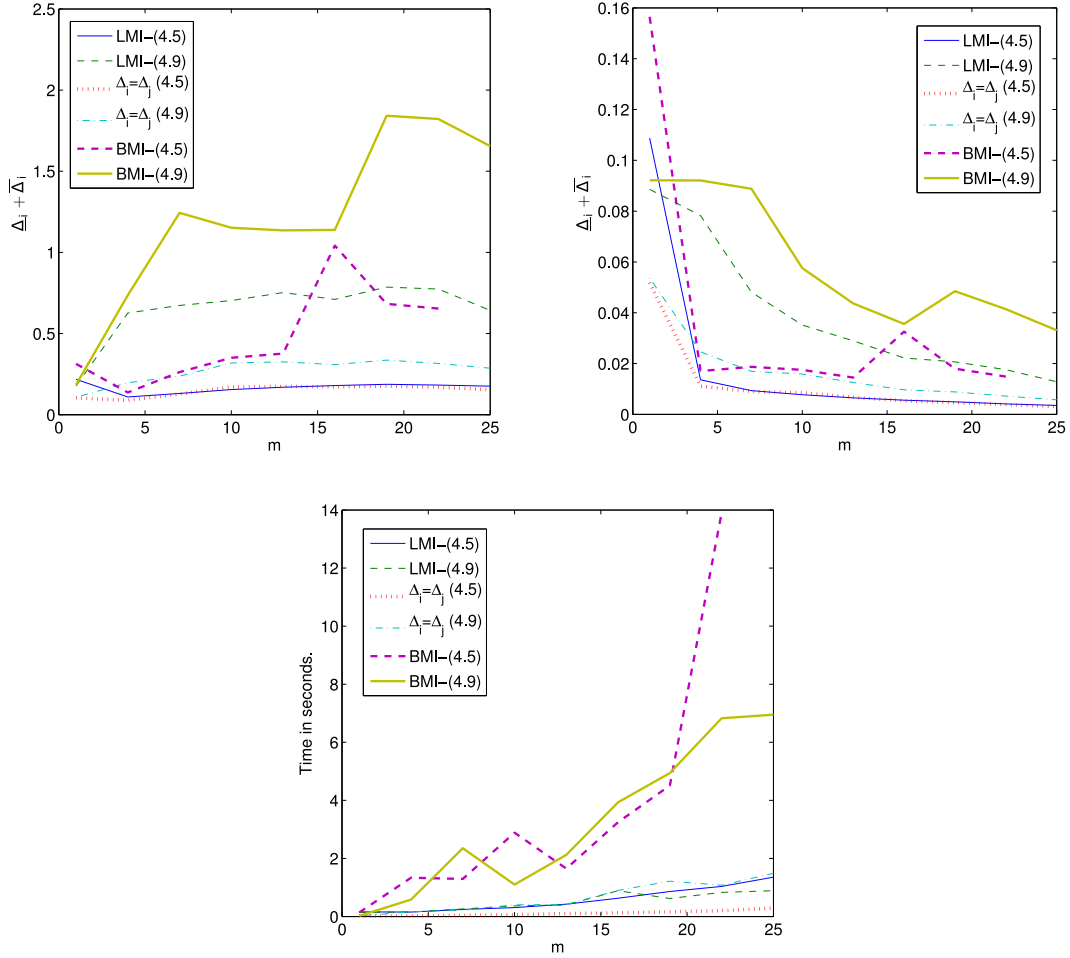 2.5
2
1.5
1
0.5
0
Δ_i + Δ_i
LMI−(4.5)
LMI−(4.9)
Δ_i=Δ_j (4.5)
Δ_i=Δ_j (4.9)
BMI−(4.5)
BMI−(4.9)
0 5 10 15 20 25
m
0.16
0.14
0.12
0.1
0.08
0.06
0.04
0.02
0
Δ_i + Δ_i
LMI−(4.5)
LMI−(4.9)
Δ_i=Δ_j (4.5)
Δ_i=Δ_j (4.9)
BMI−(4.5)
BMI−(4.9)
0 5 10 15 20 25
m
14
12
10
8
6
4
2
0
Time in seconds.
LMI−(4.5)
LMI−(4.9)
Δ_i=Δ_j (4.5)
Δ_i=Δ_j (4.9)
BMI−(4.5)
BMI−(4.9)
0 5 10 15 20 25
m